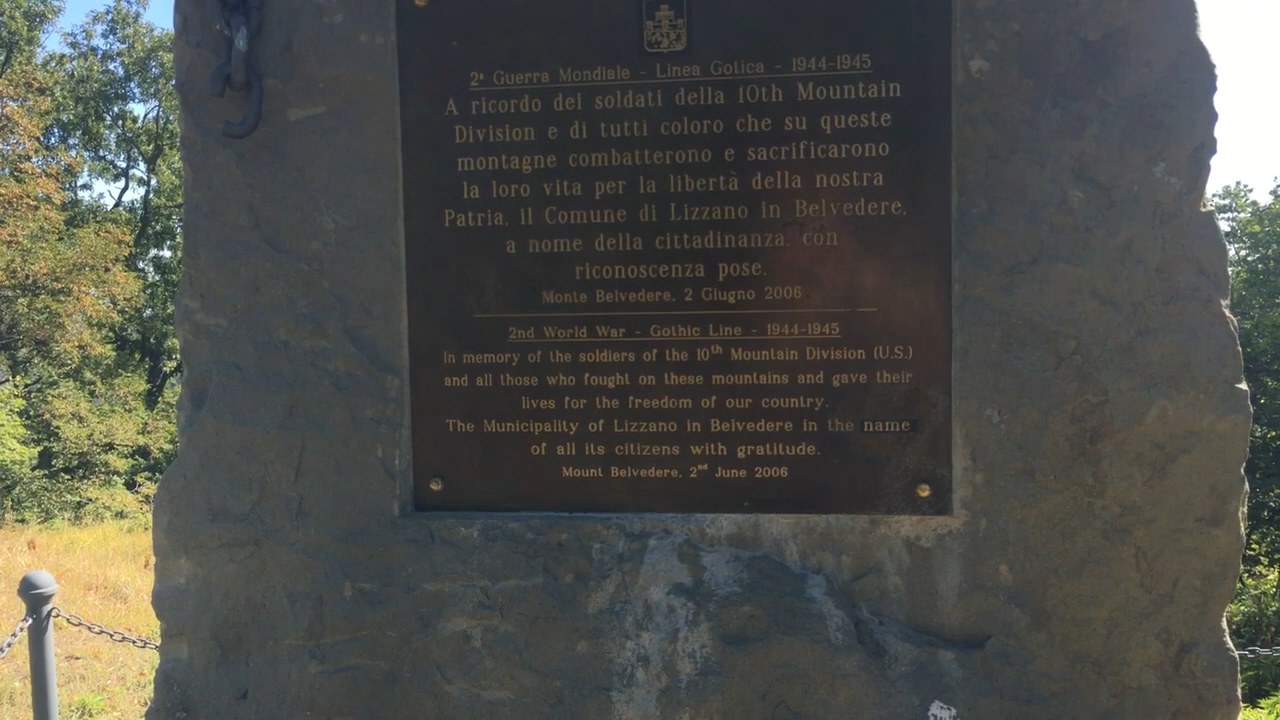 2ª Guerra Mondiale - Linea Gotica - 1944-1945
A ricordo dei soldati della 10th Mountain
Division e di tutti coloro che su queste
montagne combatterono e sacrificarono
la loro vita per la libertà della nostra
Patria, il Comune di Lizzano in Belvedere,
a nome della cittadinanza, con
riconoscenza pose.
Monte Belvedere, 2 Giugno 2006
2nd World War - Gothic Line - 1944-1945
In memory of the soldiers of the 10th Mountain Division (U.S.)
and all those who fought on these mountains and gave their
lives for the freedom of our country.
The Municipality of Lizzano in Belvedere in the name
of all its citizens with gratitude.
Mount Belvedere, 2nd June 2006